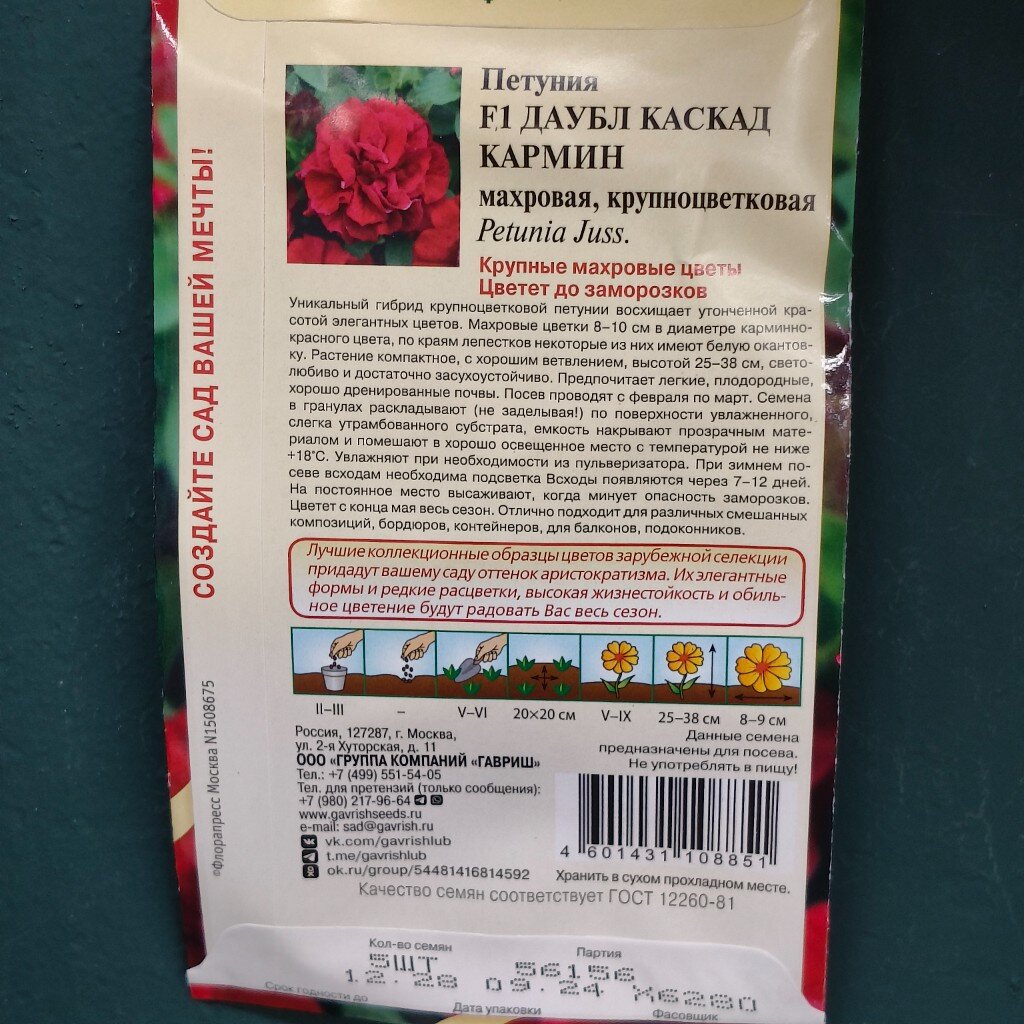 СОЗДАЙТЕ САД ВАШЕЙ МЕЧТЫ!
©Флорапресс Москва N1508675
Петуния
F1 ДАУБЛ КАСКАД
КАРМИН
махровая, крупноцветковая
Petunia Juss.
Крупные махровые цветы
Цветет до заморозков
Уникальный гибрид крупноцветковой петунии восхищает утонченной кра-
сотой элегантных цветов. Махровые цветки 8–10 см в диаметре карминно-
красного цвета, по краям лепестков некоторые из них имеют белую окантов-
ку. Растение компактное, с хорошим ветвлением, высотой 25–38 см, свето-
любиво и достаточно засухоустойчиво. Предпочитает легкие, плодородные,
хорошо дренированные почвы. Посев проводят с февраля по март. Семена
в гранулах раскладывают (не заделывая!) по поверхности увлажненного,
слегка утрамбованного субстрата, емкость накрывают прозрачным мате-
риалом и помешают в хорошо освещенное место с температурой не ниже
+18°С. Увлажняют при необходимости из пульверизатора. При зимнем по-
севе всходам необходима подсветка Всходы появляются через 7–12 дней.
На постоянное место высаживают, когда минует опасность заморозков.
Цветет с конца мая весь сезон. Отлично подходит для различных смешанных
композиций, бордюров, контейнеров, для балконов, подоконников.
Лучшие коллекционные образцы цветов зарубежной селекции
придадут вашему саду оттенок аристократизма. Их элегантные
формы и редкие расцветки, высокая жизнестойкость и обиль-
ное цветение будут радовать Вас весь сезон.
II–III – V–VI 20×20 см V–IX 25–38 см 8–9 см
Россия, 127287, г. Москва,
ул. 2-я Хуторская, д. 11
ООО «ГРУППА КОМПАНИЙ «ГАВРИШ»
Тел.: +7 (499) 551-54-05
Тел. для претензий (только сообщения):
+7 (980) 217-96-64
www.gavrishseeds.ru
e-mail: sad@gavrish.ru
vk.com/gavrishlub
t.me/gavrishlub
ok.ru/group/54481416814592
Данные семена
предназначены для посева.
Не употреблять в пищу!
4 601431 108851
Хранить в сухом прохладном месте.
Качество семян соответствует ГОСТ 12260-81
Кол-во семян Партия
5ШТ 56156
12.28 09.24 Х6280
Срок годности до Дата упаковки Фасовщик